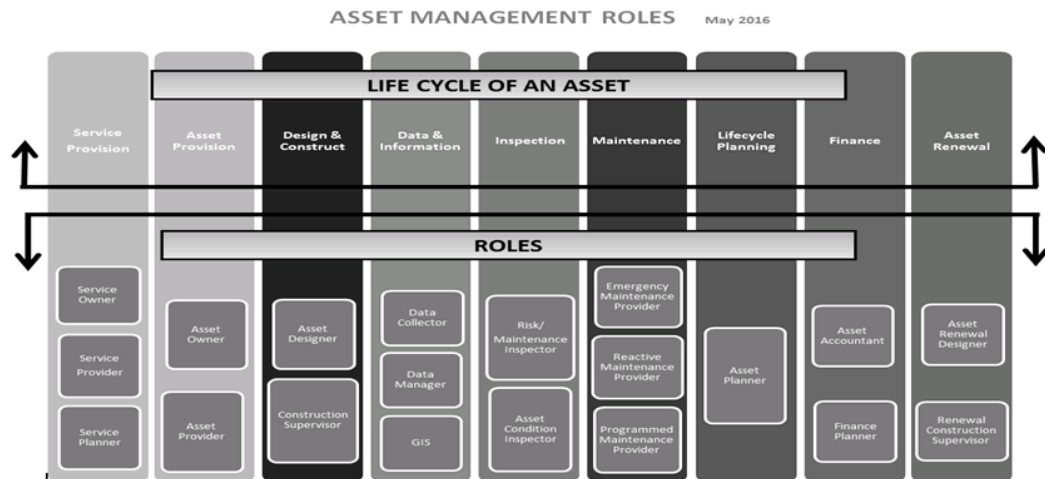 ASSET MANAGEMENT ROLES May 2016
LIFE CYCLE OF AN ASSET
Service
Provision
Asset
Provision
Design &
Construct
Data &
Information
Inspection
Maintenance
Lifecycle
Planning
Finance
Asset
Renewal
ROLES
Service
Owner
Service
Provider
Service
Planner
Asset
Owner
Asset
Provider
Asset
Designer
Construction
Supervisor
Data
Collector
Data
Manager
GIS
Risk/
Maintenance
Inspector
Asset
Condition
Inspector
Emergency
Maintenance
Provider
Reactive
Maintenance
Provider
Programmed
Maintenance
Provider
Asset
Planner
Asset
Accountant
Finance
Planner
Asset
Renewal
Designer
Renewal
Construction
Supervisor